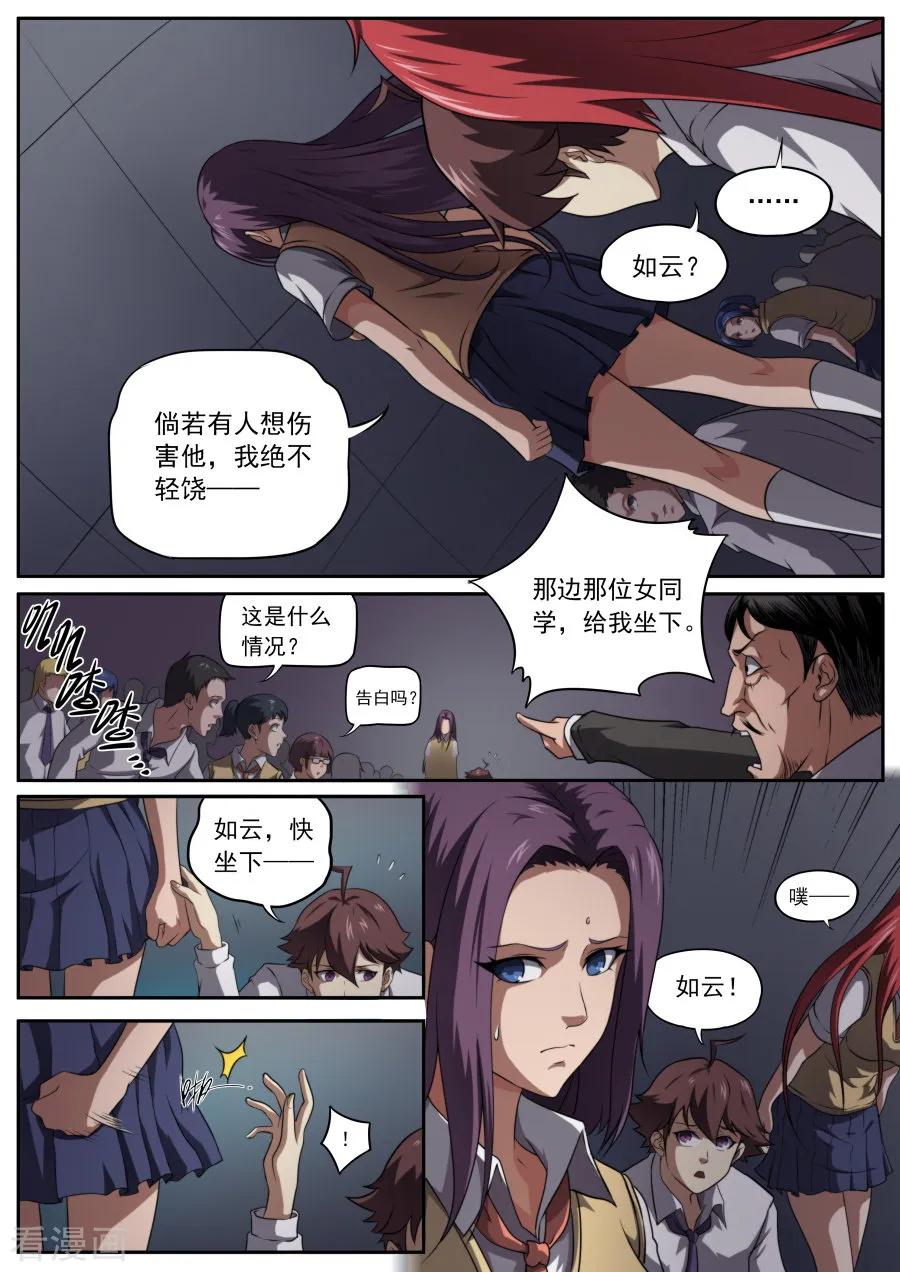 ……
如云？
倘若有人想伤
害他，我绝不
轻饶——
那边那位女同
学，给我坐下。
这是什么
情况？
告白吗？
叽叽喳喳
如云，快
坐下——
噗——
如云！
！
看漫画